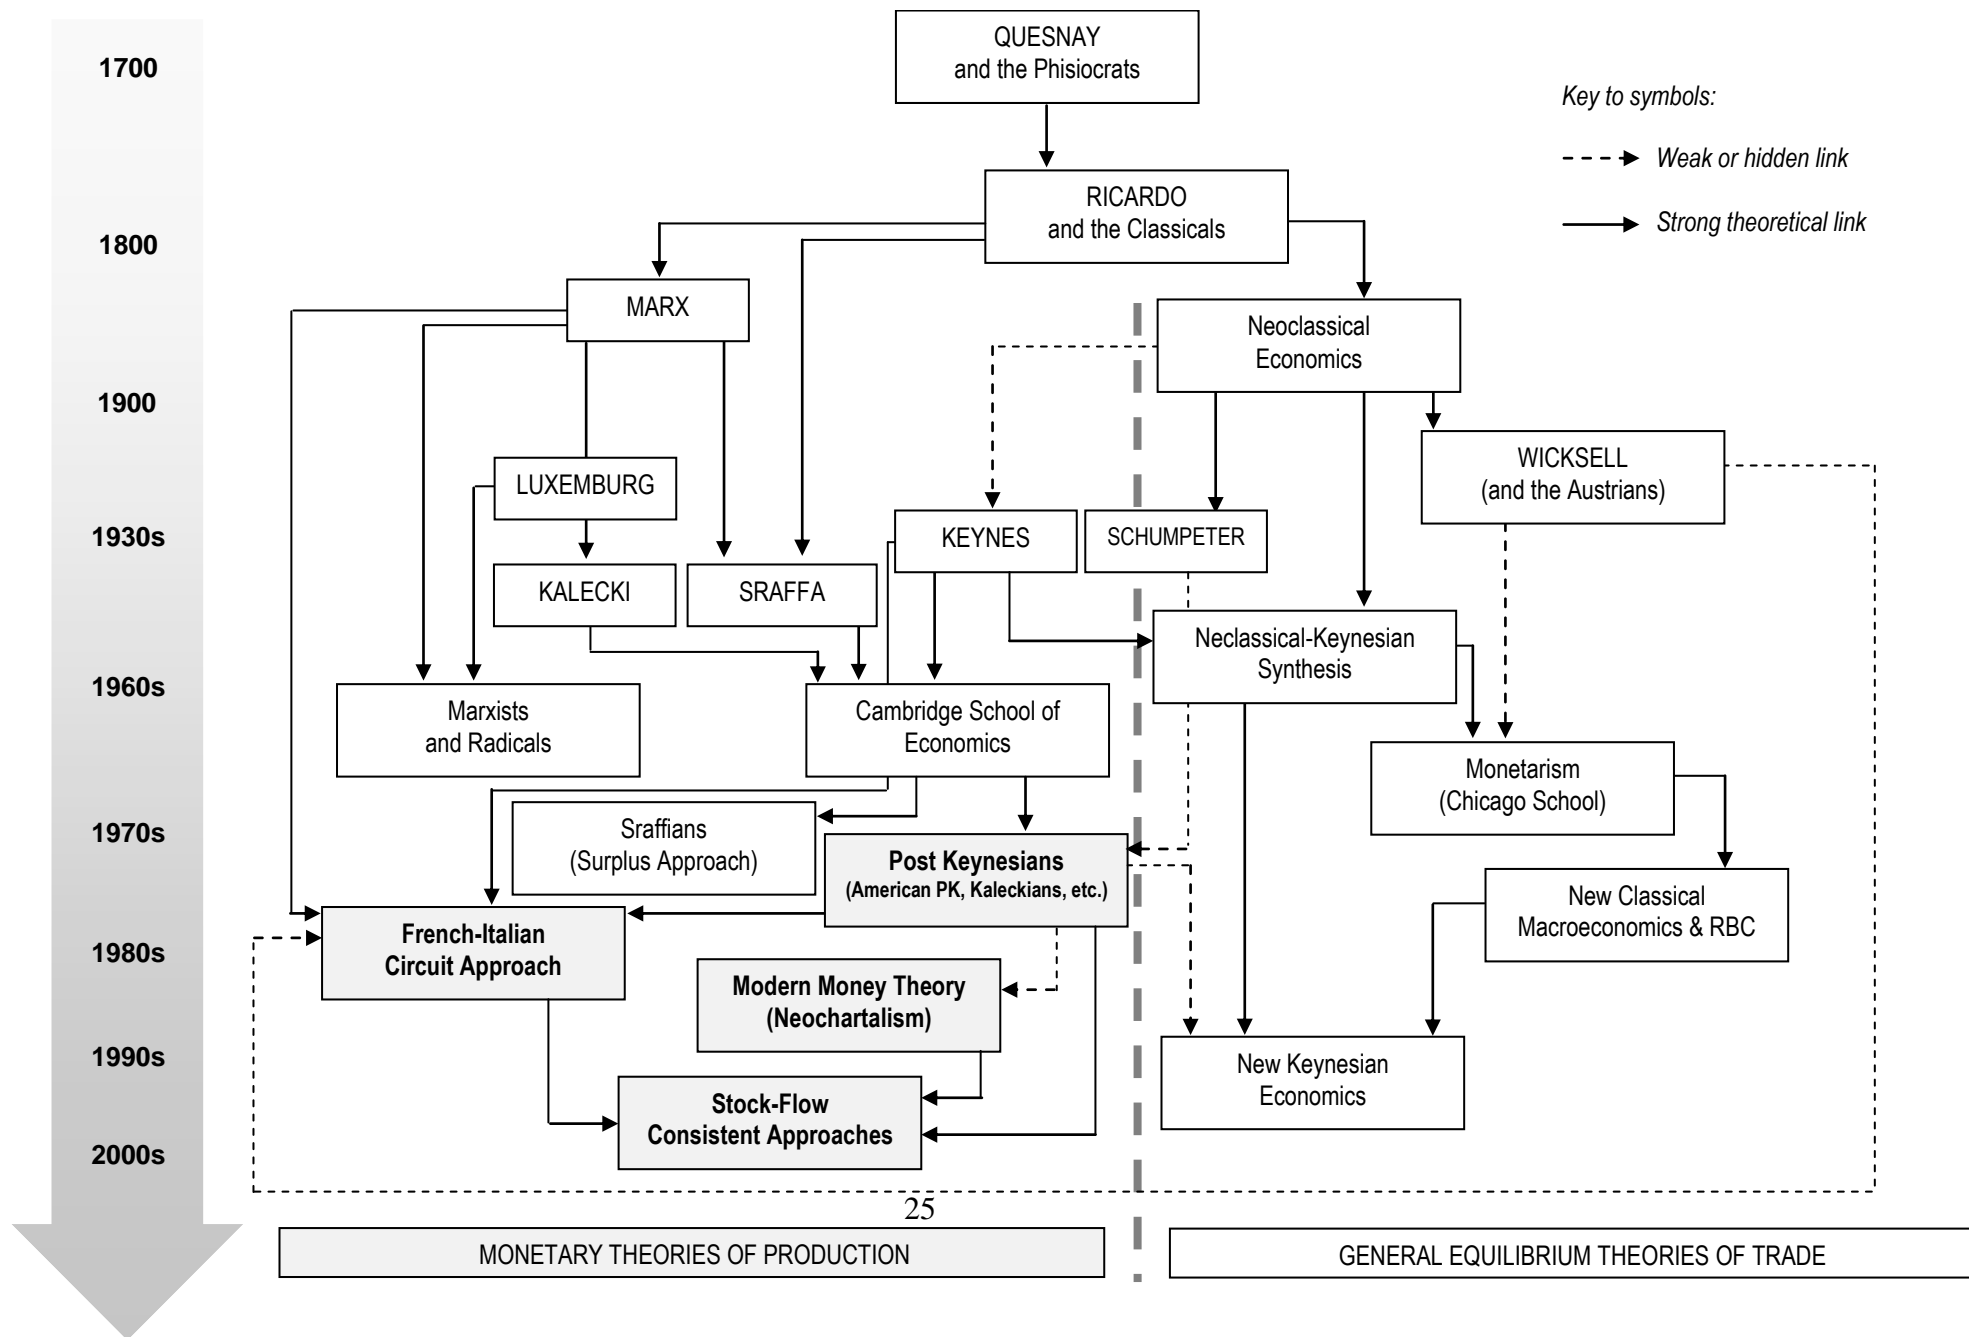 1700
1800
1900
1930s
1960s
1970s
1980s
1990s
2000s
QUESNAY
and the Phisiocrats
Key to symbols:
Weak or hidden link
Strong theoretical link
RICARDO
and the Classicals
MARX
Neoclassical
Economics
LUXEMBURG
WICKSELL
(and the Austrians)
KEYNES
SCHUMPETER
KALECKI
SRAFFA
Neclassical-Keynesian
Synthesis
Marxists
and Radicals
Cambridge School of
Economics
Monetarism
(Chicago School)
Sraffians
(Surplus Approach)
Post Keynesians
(American PK, Kaleckians, etc.)
New Classical
Macroeconomics & RBC
French-Italian
Circuit Approach
Modern Money Theory
(Neochartalism)
New Keynesian
Economics
Stock-Flow
Consistent Approaches
25
MONETARY THEORIES OF PRODUCTION
GENERAL EQUILIBRIUM THEORIES OF TRADE